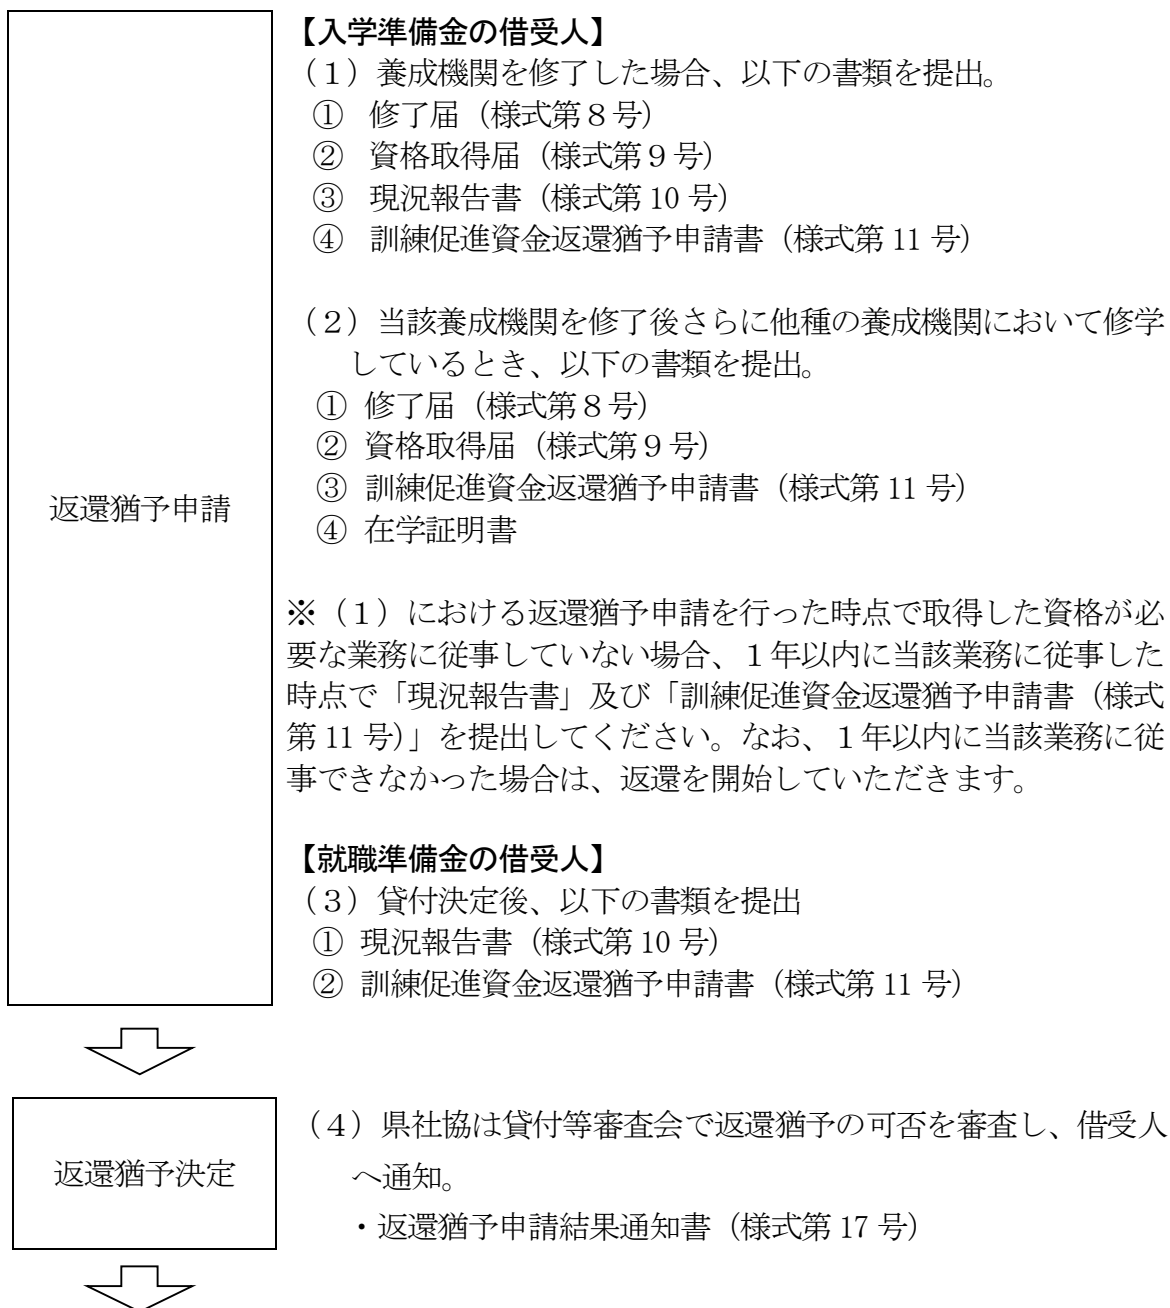 返還猶予申請
【入学準備金の借受人】
（１）養成機関を修了した場合、以下の書類を提出。
① 修了届（様式第８号）
② 資格取得届（様式第９号）
③ 現況報告書（様式第 10 号）
④ 訓練促進資金返還猶予申請書（様式第 11 号）
（２）当該養成機関を修了後さらに他種の養成機関において修学
しているとき、以下の書類を提出。
① 修了届（様式第８号）
② 資格取得届（様式第９号）
③ 訓練促進資金返還猶予申請書（様式第 11 号）
④ 在学証明書
※（１）における返還猶予申請を行った時点で取得した資格が必
要な業務に従事していない場合、１年以内に当該業務に従事した
時点で「現況報告書」及び「訓練促進資金返還猶予申請書（様式
第 11 号）」を提出してください。なお、１年以内に当該業務に従
事できなかった場合は、返還を開始していただきます。
【就職準備金の借受人】
（３）貸付決定後、以下の書類を提出
① 現況報告書（様式第 10 号）
② 訓練促進資金返還猶予申請書（様式第 11 号）
返還猶予決定
（４）県社協は貸付等審査会で返還猶予の可否を審査し、借受人
へ通知。
・返還猶予申請結果通知書（様式第 17 号）